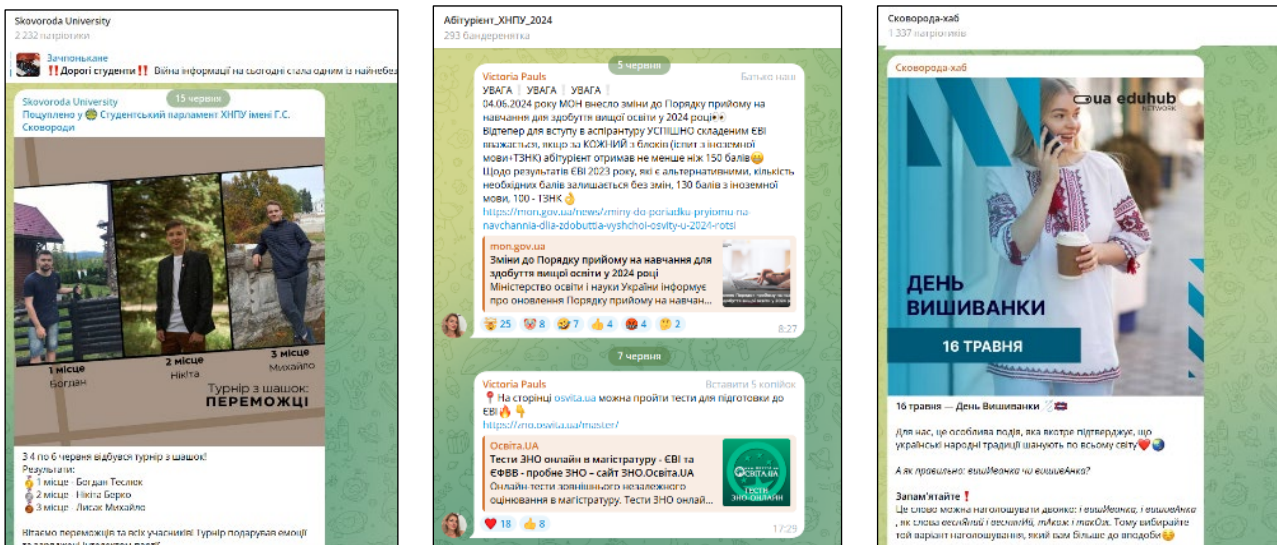 Skovoroda University
2 232 патріотики
Зачпонькане
‼️Дорогі студенти‼️ Війна інформації на сьогодні стала одним із найнебез
15 червня
Skovoroda University
Поцуплено у Студентський парламент ХНПУ імені Г.С.
Сковороди
1 місце
Богдан
2 місце
Нікіта
3 місце
Михайло
Турнір з шашок:
ПЕРЕМОЖЦІ
З 4 по 6 червня відбувся турнір з шашок!
Результати:
🥇 1 місце - Богдан Теслюк
🥈 2 місце - Нікіта Берко
🥉 3 місце - Лисак Михайло
Вітаємо переможців та всіх учасників! Турнір подарував емоції
Абітурієнт_ХНПУ_2024
293 бандеренятка
5 червня
Victoria Pauls
Батько наш
УВАГА❕ УВАГА❕ УВАГА❕
04.06.2024 року МОН внесло зміни до Порядку прийому на
навчання для здобуття вищої освіти у 2024 році👀
Відтепер для вступу в аспірантуру УСПІШНО складеним ЄВІ
вважається, якщо за КОЖНИЙ з блоків (іспит з іноземної
мови+ТЗНК) абітурієнт отримав не менше ніж 150 балів
Щодо результатів ЄВІ 2023 року, які є альтернативними, кількість
необхідних балів залишається без змін, 130 балів з іноземної
мови, 100 - ТЗНК👌
https://mon.gov.ua/news/zminy-do-poriadku-pryiomu-na-
navchannia-dlia-zdobuttia-vyshchoi-osvity-u-2024-rotsi
mon.gov.ua
Зміни до Порядку прийому на навчання для
здобуття вищої освіти у 2024 році
Міністерство освіти і науки України інформує
про оновлення Порядку прийому на навчан...
25 8 7 4 4 2
8:27
7 червня
Victoria Pauls
Вставити 5 копійок
📍На сторінці osvita.ua можна пройти тести для підготовки до
ЄВІ🔥👇
https://zno.osvita.ua/master/
Освіта.UA
Тести ЗНО онлайн в магістратуру - ЄВІ та
ЄФВВ - пробне ЗНО – сайт ЗНО.Освіта.UA
Онлайн-тести зовнішнього незалежного
оцінювання в магістратуру. Тести ЗНО онлай...
ОСВІТА.UA
ТЕСТИ
ЗНО-ОНЛАЙН
18 8
17:29
Сковорода-хаб
1 337 патріотиків
Сковорода-хаб
ua eduhub
NETWORK
ДЕНЬ
ВИШИВАНКИ
16 ТРАВНЯ
16 травня — День Вишиванки
Для нас, це особлива подія, яка вкотре підтверджує, що
українські народні традиції шанують по всьому світу❤️🌍
А як правильно: вишИванка чи вишивАнка?
Запам'ятайте❗
Це слово можна наголошувати двояко: і вишИванка, і вишивАнка
, як слова веснЯний і веснянИй, тАкож і такОж. Тому вибирайте
той варіант наголошування, який вам більше до вподоби